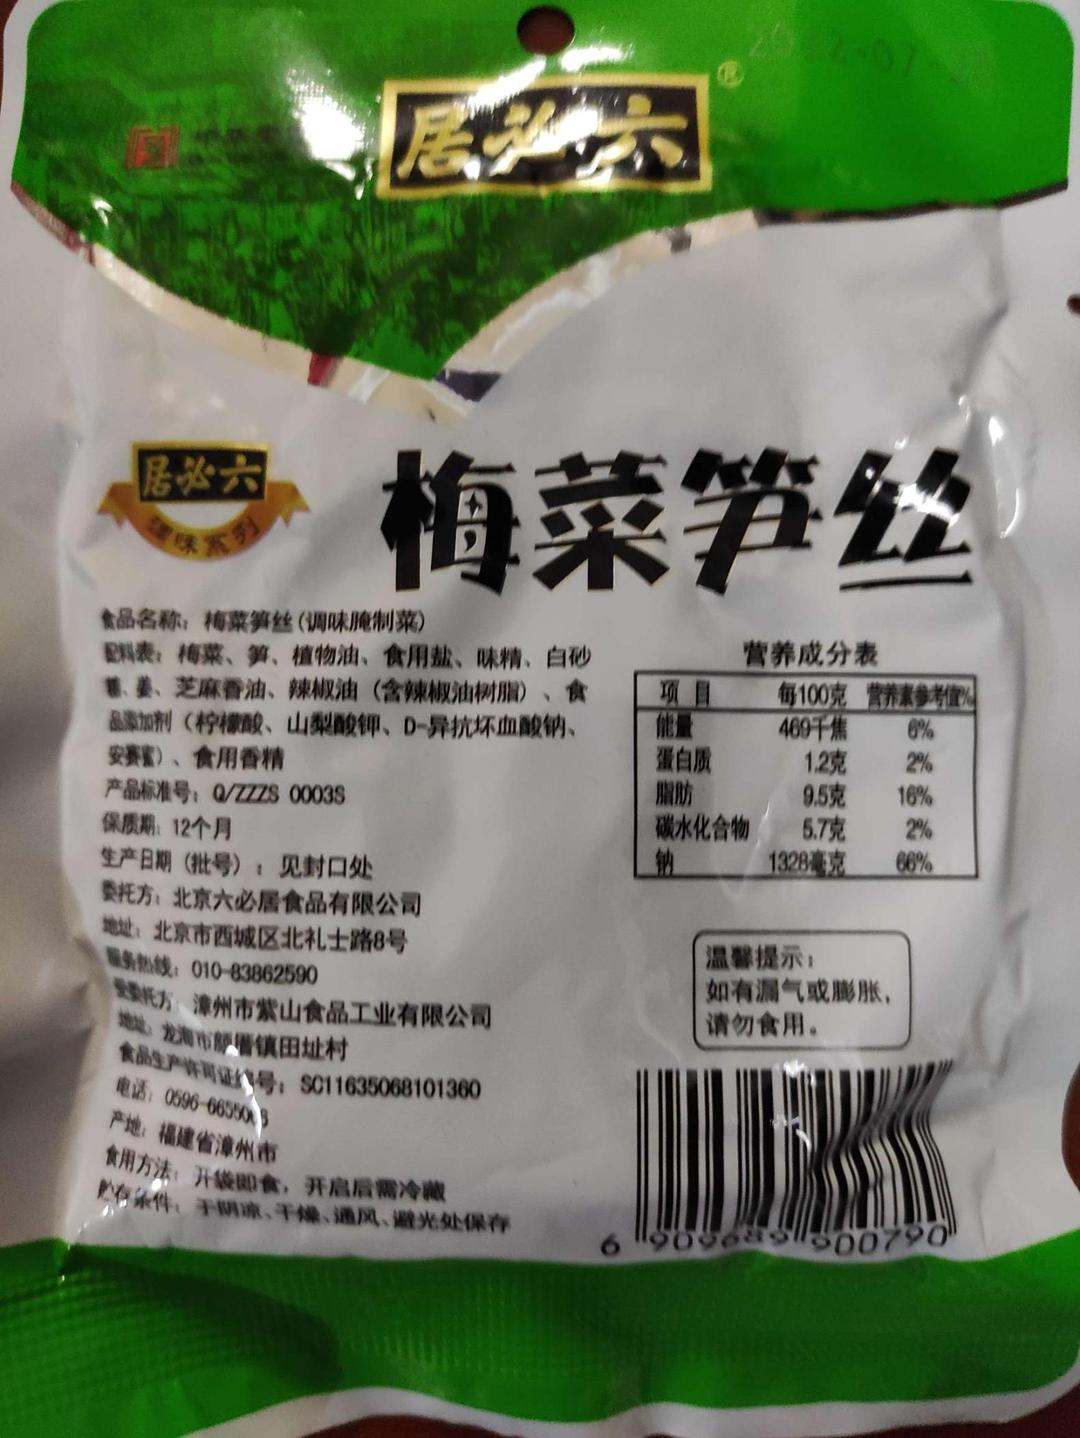 居必六
®
居必六
梅菜笋丝
食品名称：梅菜笋丝(调味腌制菜)
配料表：梅菜、笋、植物油、食用盐、味精、白砂
糖、姜、芝麻香油、辣椒油（含辣椒油树脂）、食
品添加剂（柠檬酸、山梨酸钾、D-异抗坏血酸钠、
安赛蜜）、食用香精
产品标准号：Q/ZZZS 0003S
保质期：12个月
生产日期（批号）：见封口处
委托方：北京六必居食品有限公司
地址：北京市西城区北礼士路8号
服务热线：010-83862590
受委托方：漳州市紫山食品工业有限公司
地址：龙海市颜厝镇田址村
食品生产许可证编号：SC11635068101360
电话：0596-
产地：福建省漳州市
食用方法：开袋即食，开启后需冷藏
贮存条件：于阴凉、干燥、通风、避光处保存
营养成分表
项 目 每100克 营养素参考值%
能量 469千焦 6%
蛋白质 1.2克 2%
脂肪 9.5克 16%
碳水化合物 5.7克 2%
钠 1328毫克 66%
温馨提示：
如有漏气或膨胀，
请勿食用。
6 909689 900790